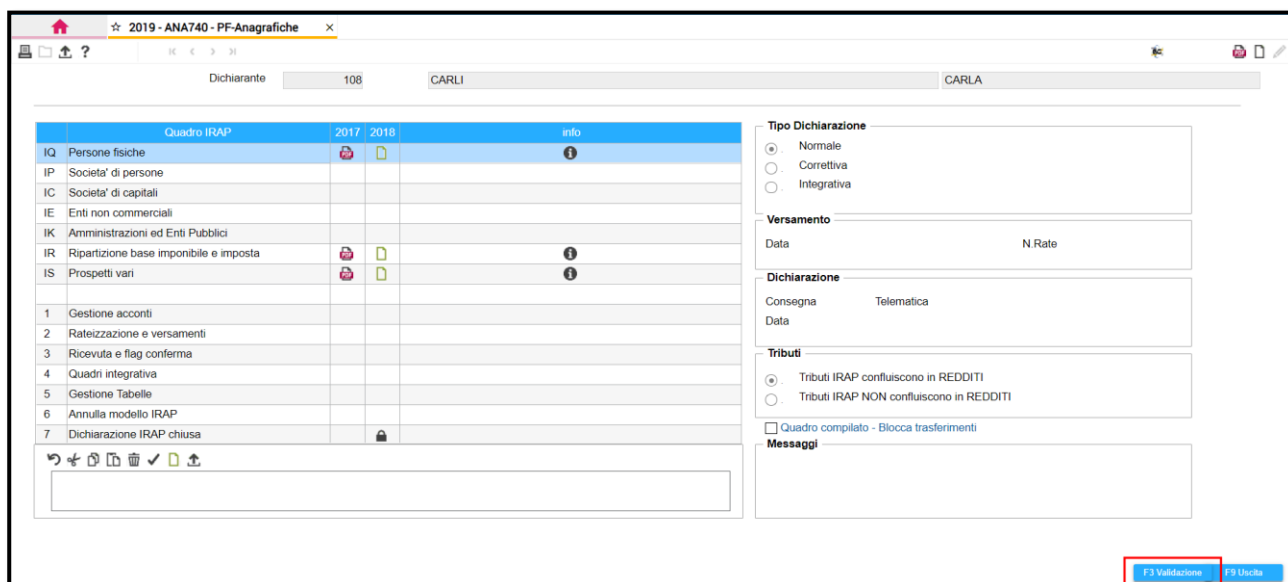 2019 - ANA740 - PF-Anagrafiche ×
?
Dichiarante 108 CARLI CARLA
Quadro IRAP 2017 2018 info
IQ Persone fisiche
IP Societa' di persone
IC Societa' di capitali
IE Enti non commerciali
IK Amministrazioni ed Enti Pubblici
IR Ripartizione base imponibile e imposta
IS Prospetti vari
1 Gestione acconti
2 Rateizzazione e versamenti
3 Ricevuta e flag conferma
4 Quadri integrativa
5 Gestione Tabelle
6 Annulla modello IRAP
7 Dichiarazione IRAP chiusa
Tipo Dichiarazione
Normale
Correttiva
Integrativa
Versamento
Data N.Rate
Dichiarazione
Consegna Telematica
Data
Tributi
Tributi IRAP confluiscono in REDDITI
Tributi IRAP NON confluiscono in REDDITI
Quadro compilato - Blocca trasferimenti
Messaggi
F3 Validazione F9 Uscita